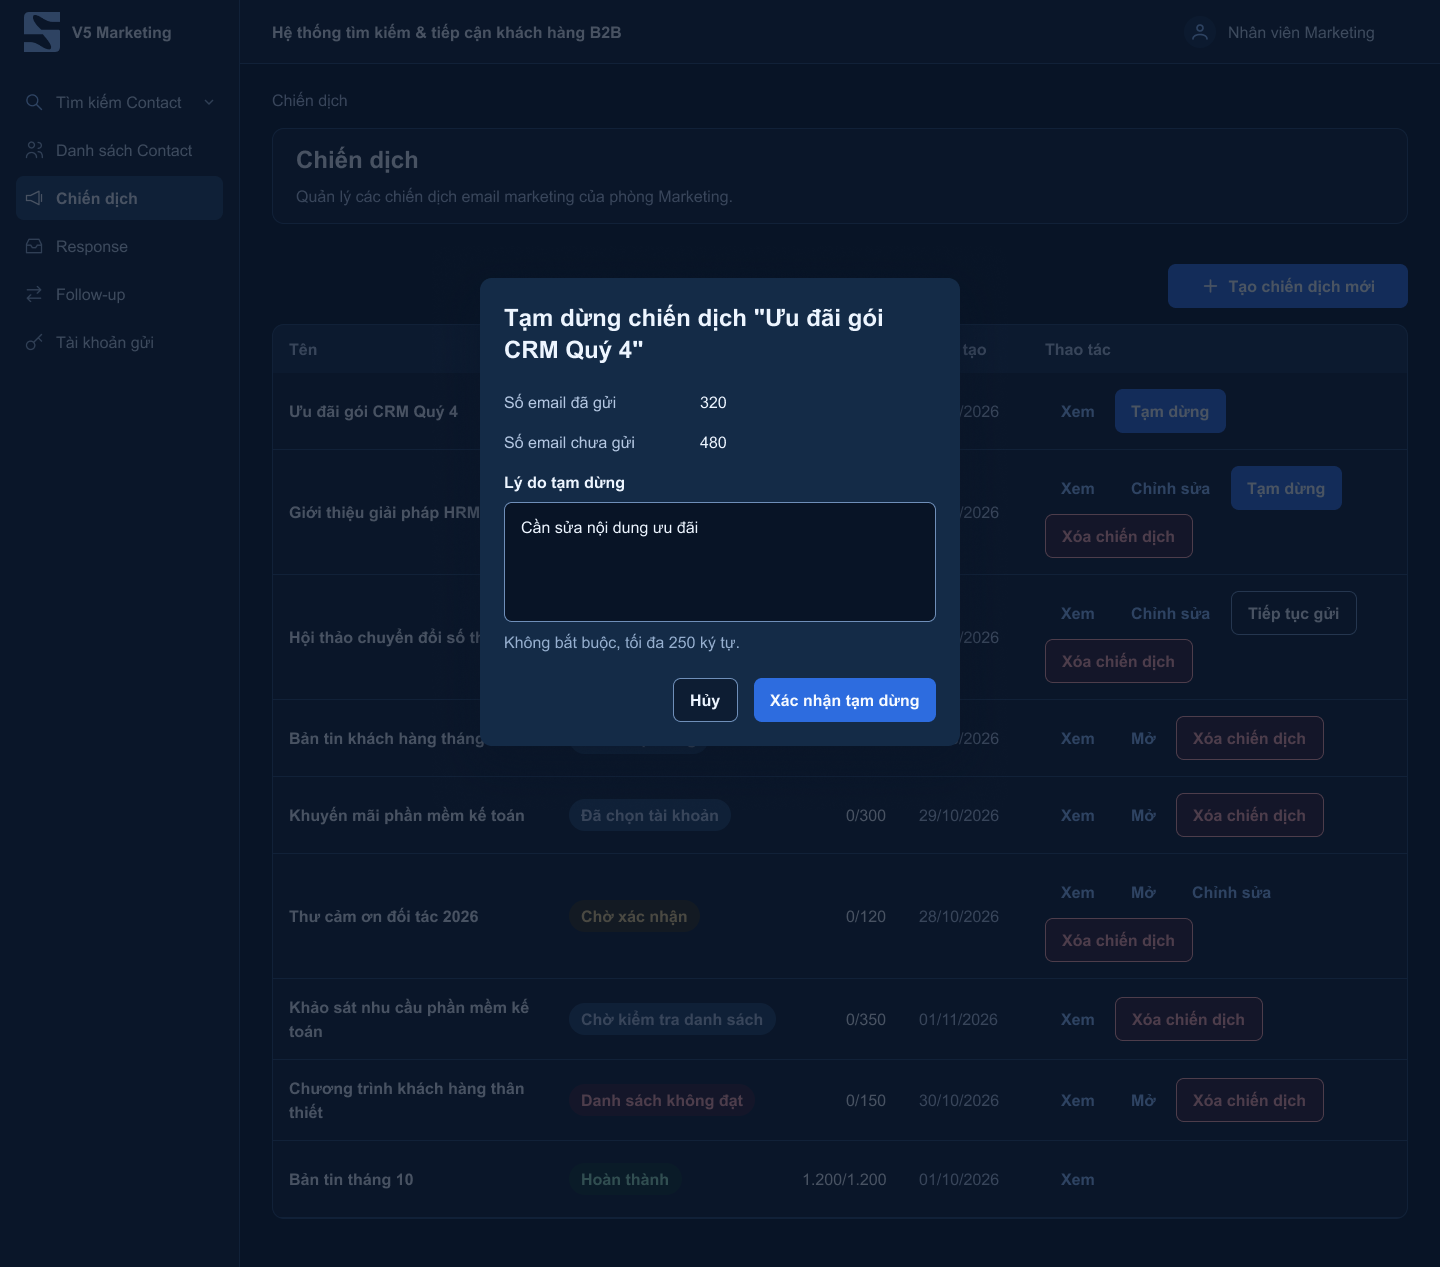 V5 Marketing
Hệ thống tìm kiếm & tiếp cận khách hàng B2B
Nhân viên Marketing
Tìm kiếm Contact
Danh sách Contact
Chiến dịch
Response
Follow-up
Tài khoản gửi
Chiến dịch
Chiến dịch
Quản lý các chiến dịch email marketing của phòng Marketing.
Tạo chiến dịch mới
Tên
tạo
Thao tác
Ưu đãi gói CRM Quý 4
/2026
Xem
Tạm dừng
Giới thiệu giải pháp HRM
/2026
Xem
Chỉnh sửa
Tạm dừng
Xóa chiến dịch
Hội thảo chuyển đổi số
/2026
Xem
Chỉnh sửa
Tiếp tục gửi
Xóa chiến dịch
Bản tin khách hàng tháng
/2026
Xem
Mở
Xóa chiến dịch
Khuyến mãi phần mềm kế toán
Đã chọn tài khoản
0/300
29/10/2026
Xem
Mở
Xóa chiến dịch
Thư cảm ơn đối tác 2026
Chờ xác nhận
0/120
28/10/2026
Xem
Mở
Chỉnh sửa
Xóa chiến dịch
Khảo sát nhu cầu phần mềm kế
toán
Chờ kiểm tra danh sách
0/350
01/11/2026
Xem
Xóa chiến dịch
Chương trình khách hàng thân
thiết
Danh sách không đạt
0/150
30/10/2026
Xem
Mở
Xóa chiến dịch
Bản tin tháng 10
Hoàn thành
1.200/1.200
01/10/2026
Xem
Tạm dừng chiến dịch "Ưu đãi gói
CRM Quý 4"
Số email đã gửi
320
Số email chưa gửi
480
Lý do tạm dừng
Cần sửa nội dung ưu đãi
Không bắt buộc, tối đa 250 ký tự.
Hủy
Xác nhận tạm dừng